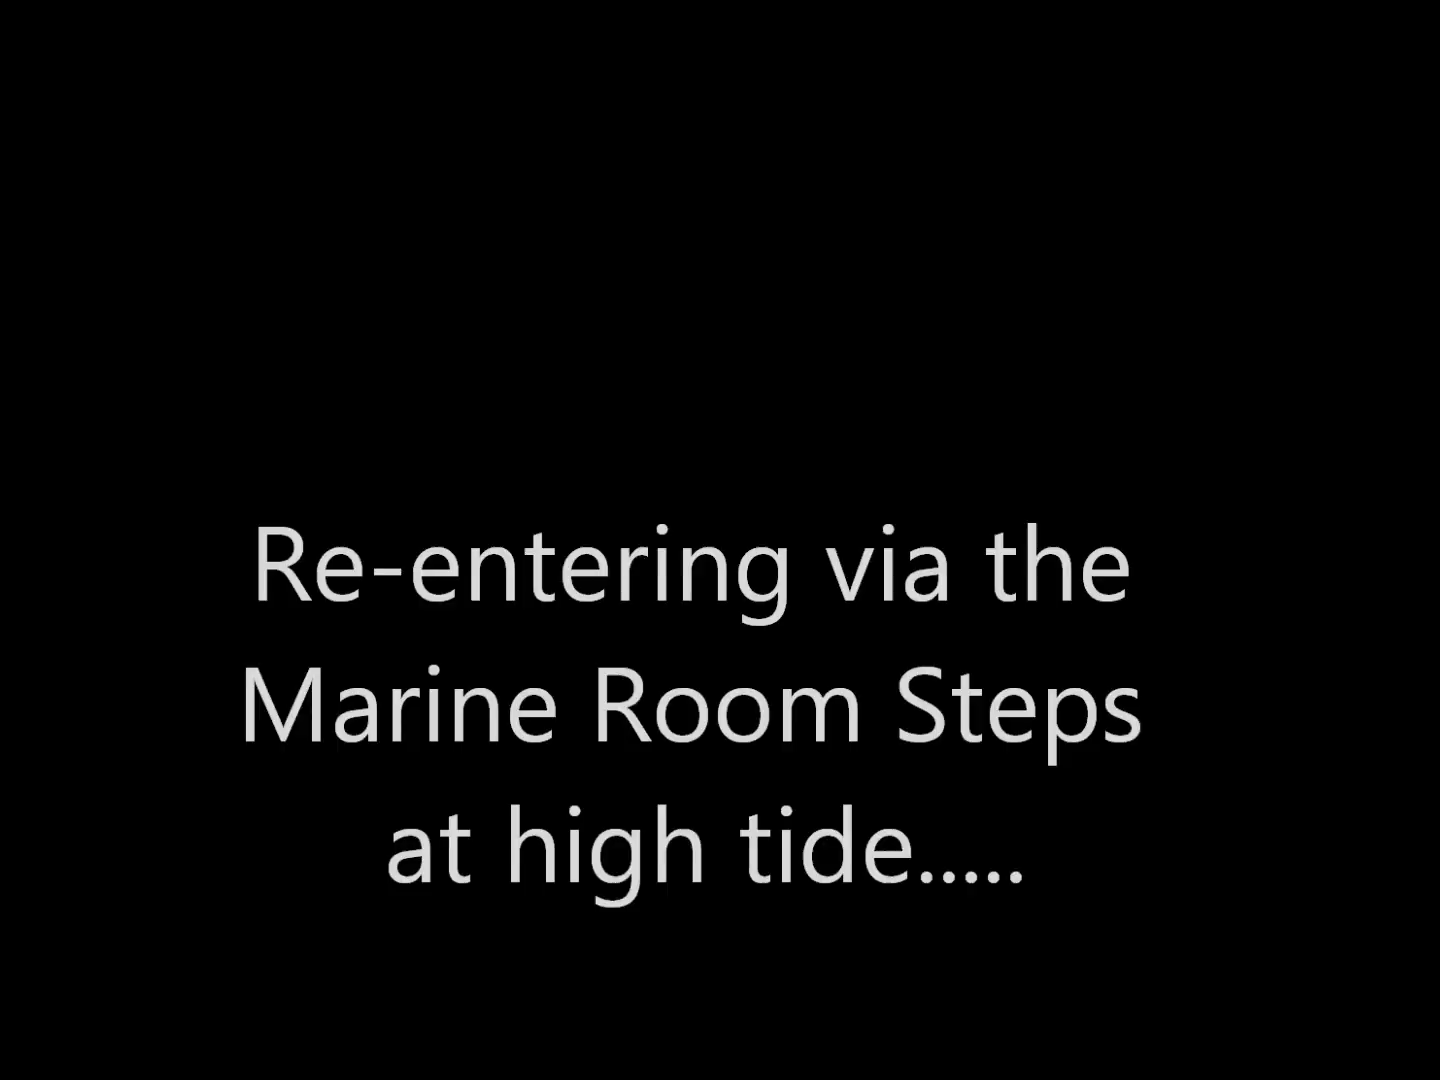 Re-entering via the
Marine Room Steps
at high tide.....